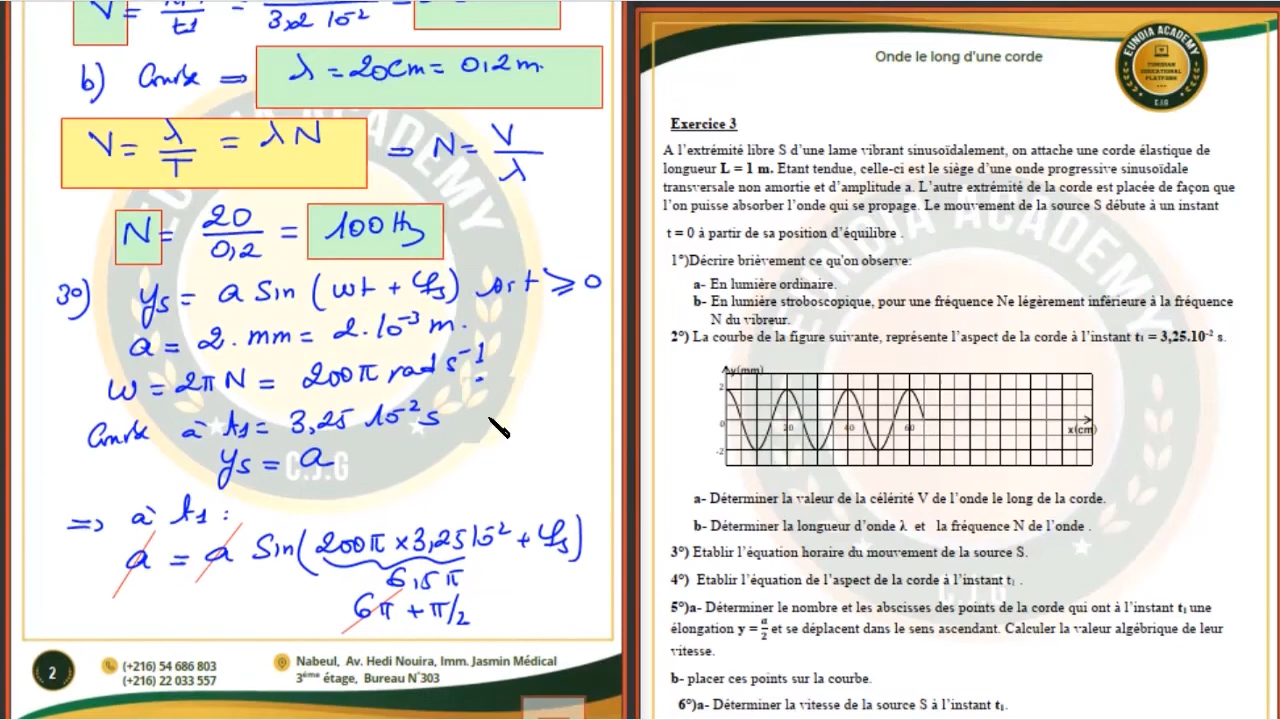 V =
t1
=
3x2 10⁻²
b) Courbe ⇒ λ = 20cm = 0,2 m.
V = λ/T = λ N ⇒ N = V/λ
N = 20/0,2 = 100 Hz
3°) ys = a Sin (ωt + φs) ∀ t ⩾ 0
a = 2. mm = 2. 10⁻³ m.
ω = 2π N = 200 π rad s⁻¹.
Courbe à t1 = 3,25 10⁻² s
ys = a
⇒ à t1 :
a = a Sin (200π × 3,25 10⁻² + φs)
6,5 π
6π + π/2
2
(+216) 54 686 803
(+216) 22 033 557
Nabeul, Av. Hedi Nouira, Imm. Jasmin Médical
3éme étage, Bureau N°303
EUNOIA ACADEMY
TUNISIAN
EDUCATIONAL
PLATFORM
C.J.G
Onde le long d'une corde
Exercice 3
A l'extrémité libre S d'une lame vibrant sinusoïdalement, on attache une corde élastique de
longueur L = 1 m. Etant tendue, celle-ci est le siège d'une onde progressive sinusoïdale
transversale non amortie et d'amplitude a. L'autre extrémité de la corde est placée de façon que
l'on puisse absorber l'onde qui se propage. Le mouvement de la source S débute à un instant
t = 0 à partir de sa position d'équilibre .
1°)Décrire brièvement ce qu'on observe:
a- En lumière ordinaire.
b- En lumière stroboscopique, pour une fréquence Ne légèrement inférieure à la fréquence
N du vibreur.
2°) La courbe de la figure suivante, représente l'aspect de la corde à l'instant t₁ = 3,25.10⁻² s.
y(mm)
2
0
-2
20 40 60
x(cm)
a- Déterminer la valeur de la célérité V de l'onde le long de la corde.
b- Déterminer la longueur d'onde λ et la fréquence N de l'onde .
3°) Etablir l'équation horaire du mouvement de la source S.
4°) Etablir l'équation de l'aspect de la corde à l'instant t₁ .
5°)a- Déterminer le nombre et les abscisses des points de la corde qui ont à l'instant t₁ une
élongation y = a/2 et se déplacent dans le sens ascendant. Calculer la valeur algébrique de leur
vitesse.
b- placer ces points sur la courbe.
6°)a- Déterminer la vitesse de la source S à l'instant t₁.